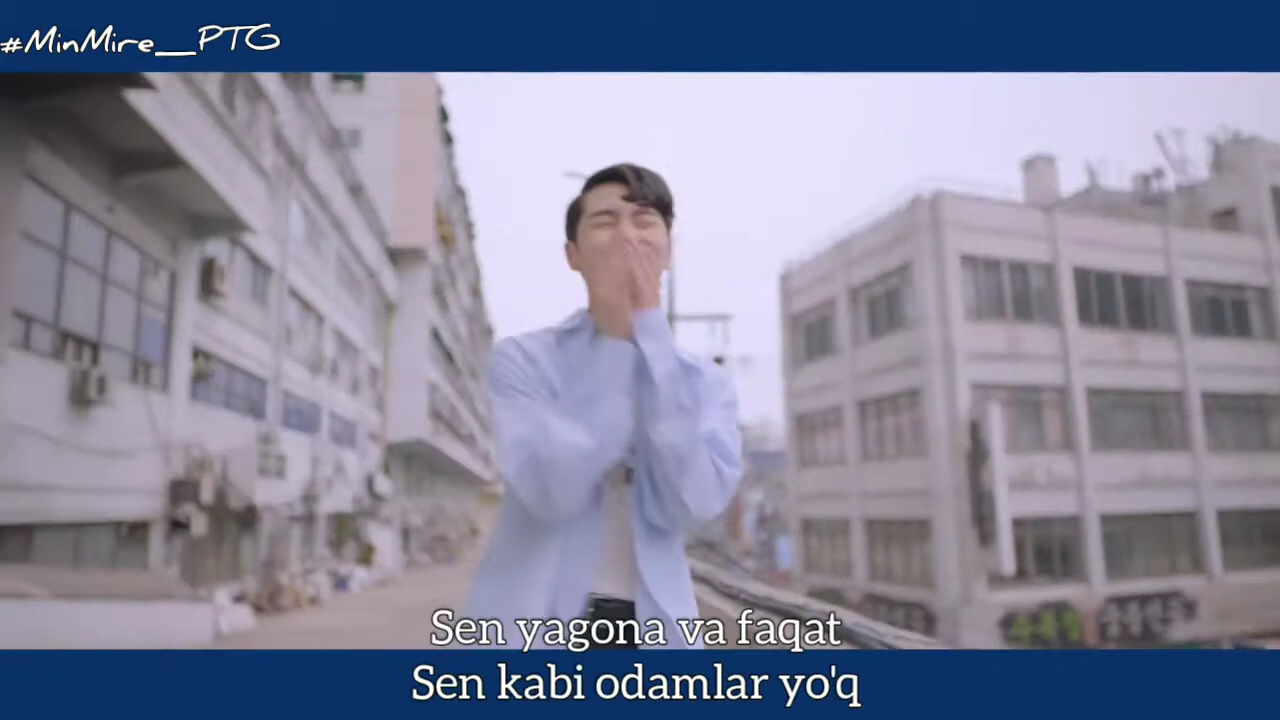 #MinMire__PTG
Sen yagona va faqat
Sen kabi odamlar yo'q